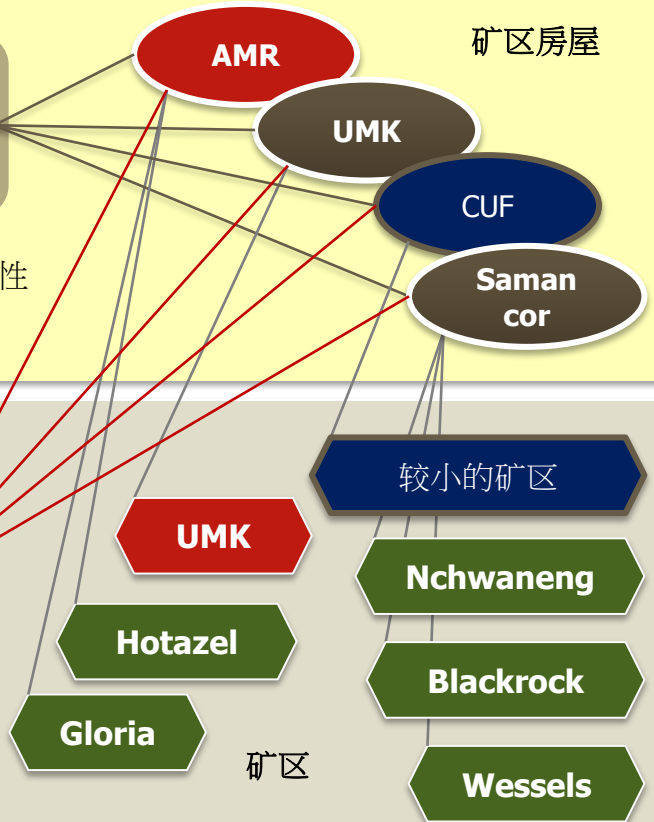 矿区房屋
AMR
UMK
CUF
性
Saman
cor
较小的矿区
UMK
Nchwaneng
Hotazel
Blackrock
Gloria
矿区
Wessels